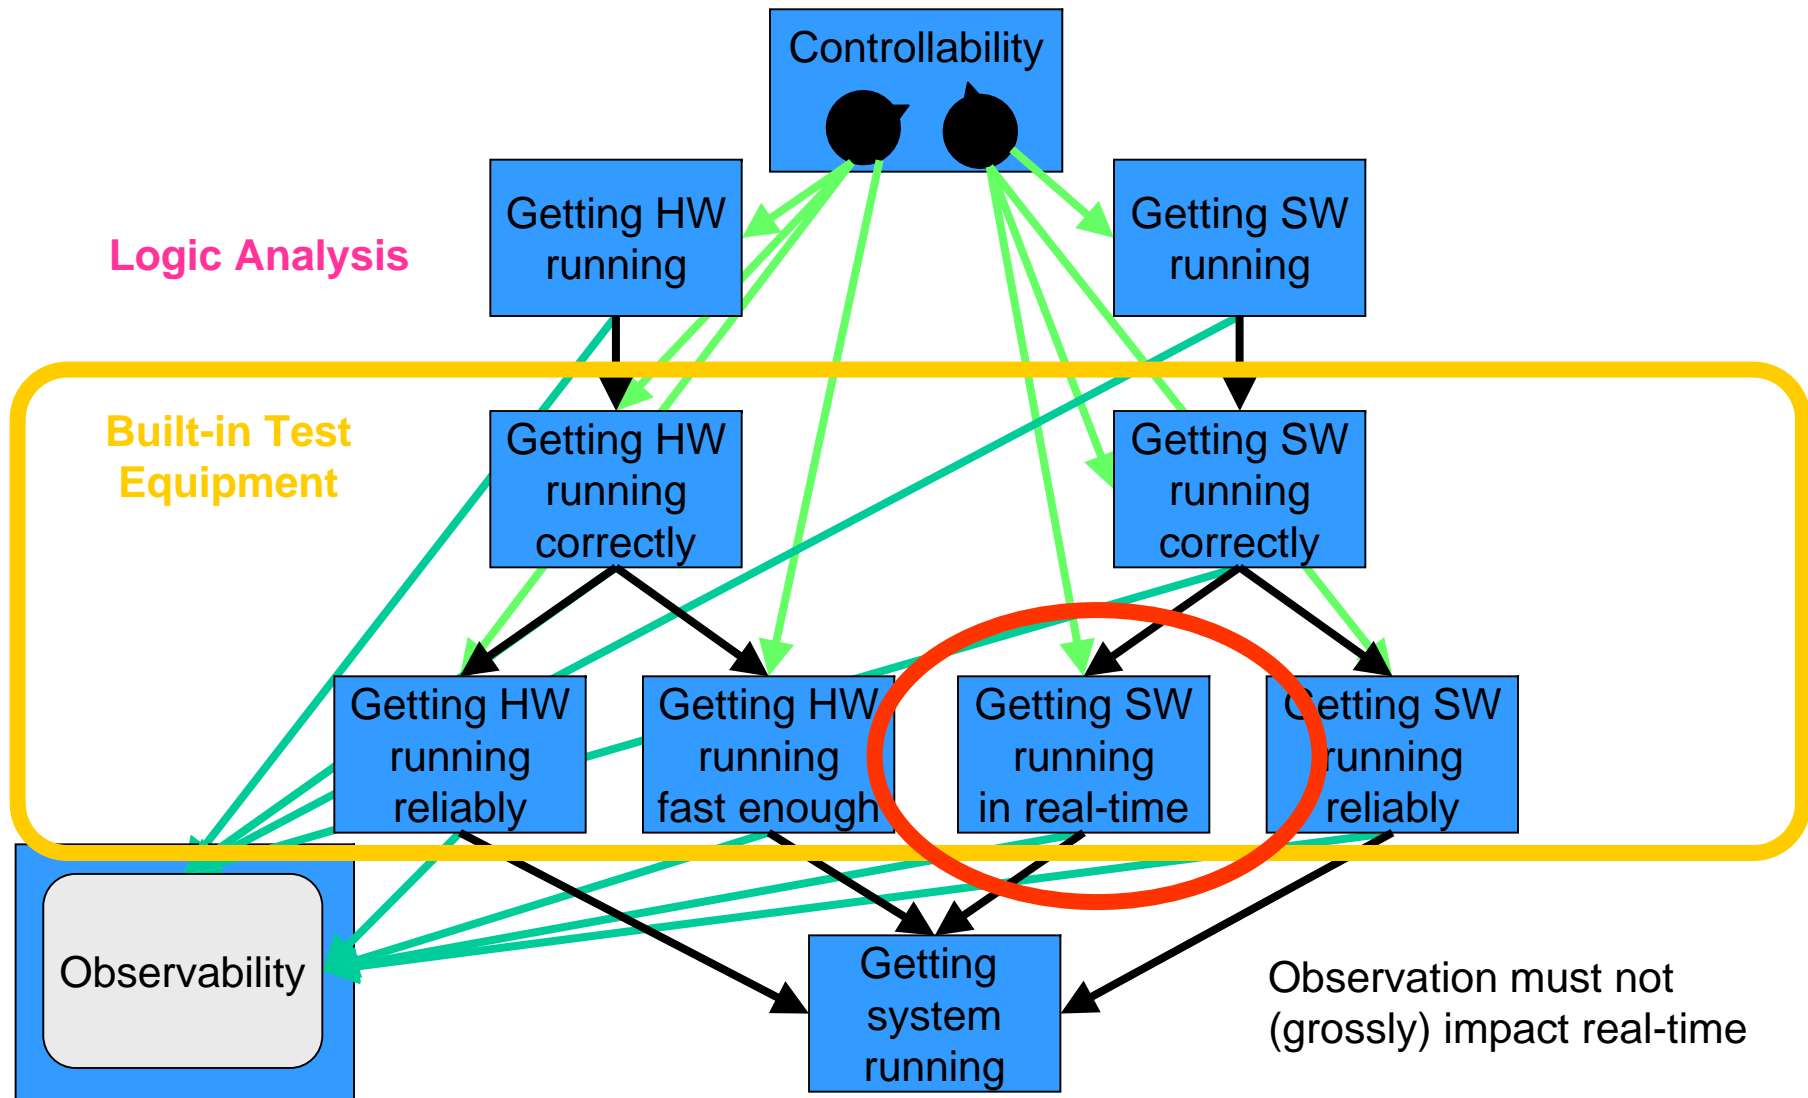 Controllability
Getting HW
running
Getting SW
running
Logic Analysis
Built-in Test
Equipment
Getting HW
running
correctly
Getting SW
running
correctly
Getting HW
running
reliably
Getting HW
running
fast enough
Getting SW
running
in real-time
Getting SW
running
reliably
Observability
Getting
system
running
Observation must not
(grossly) impact real-time